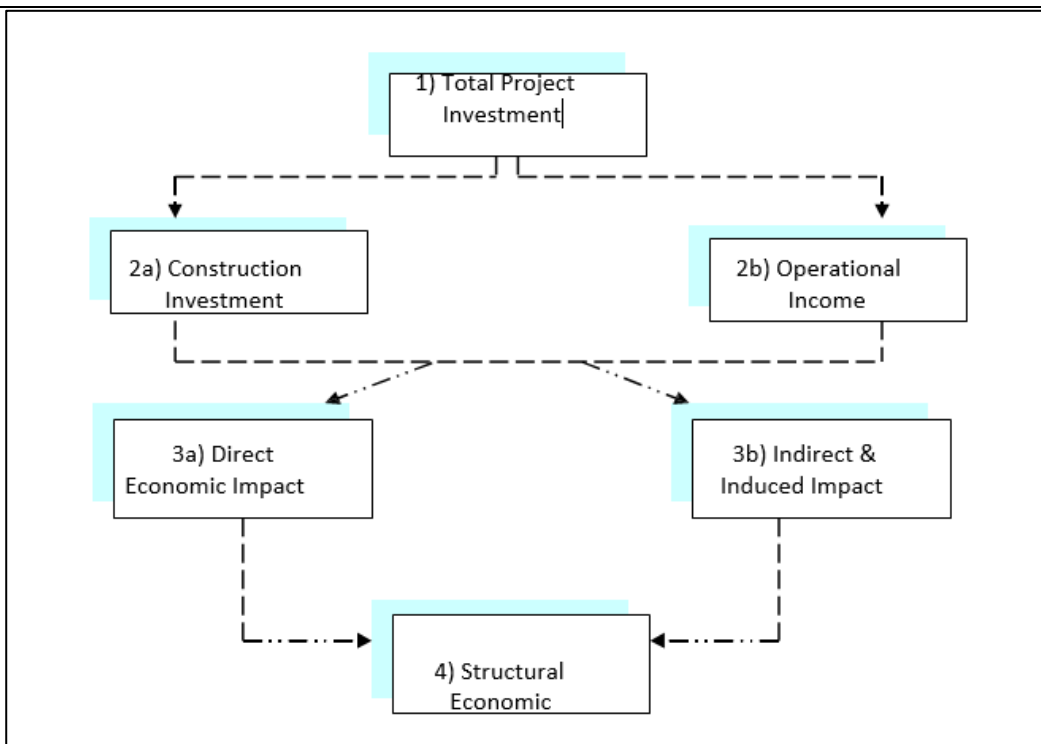 1) Total Project
Investment
2a) Construction
Investment
2b) Operational
Income
3a) Direct
Economic Impact
3b) Indirect &
Induced Impact
4) Structural
Economic